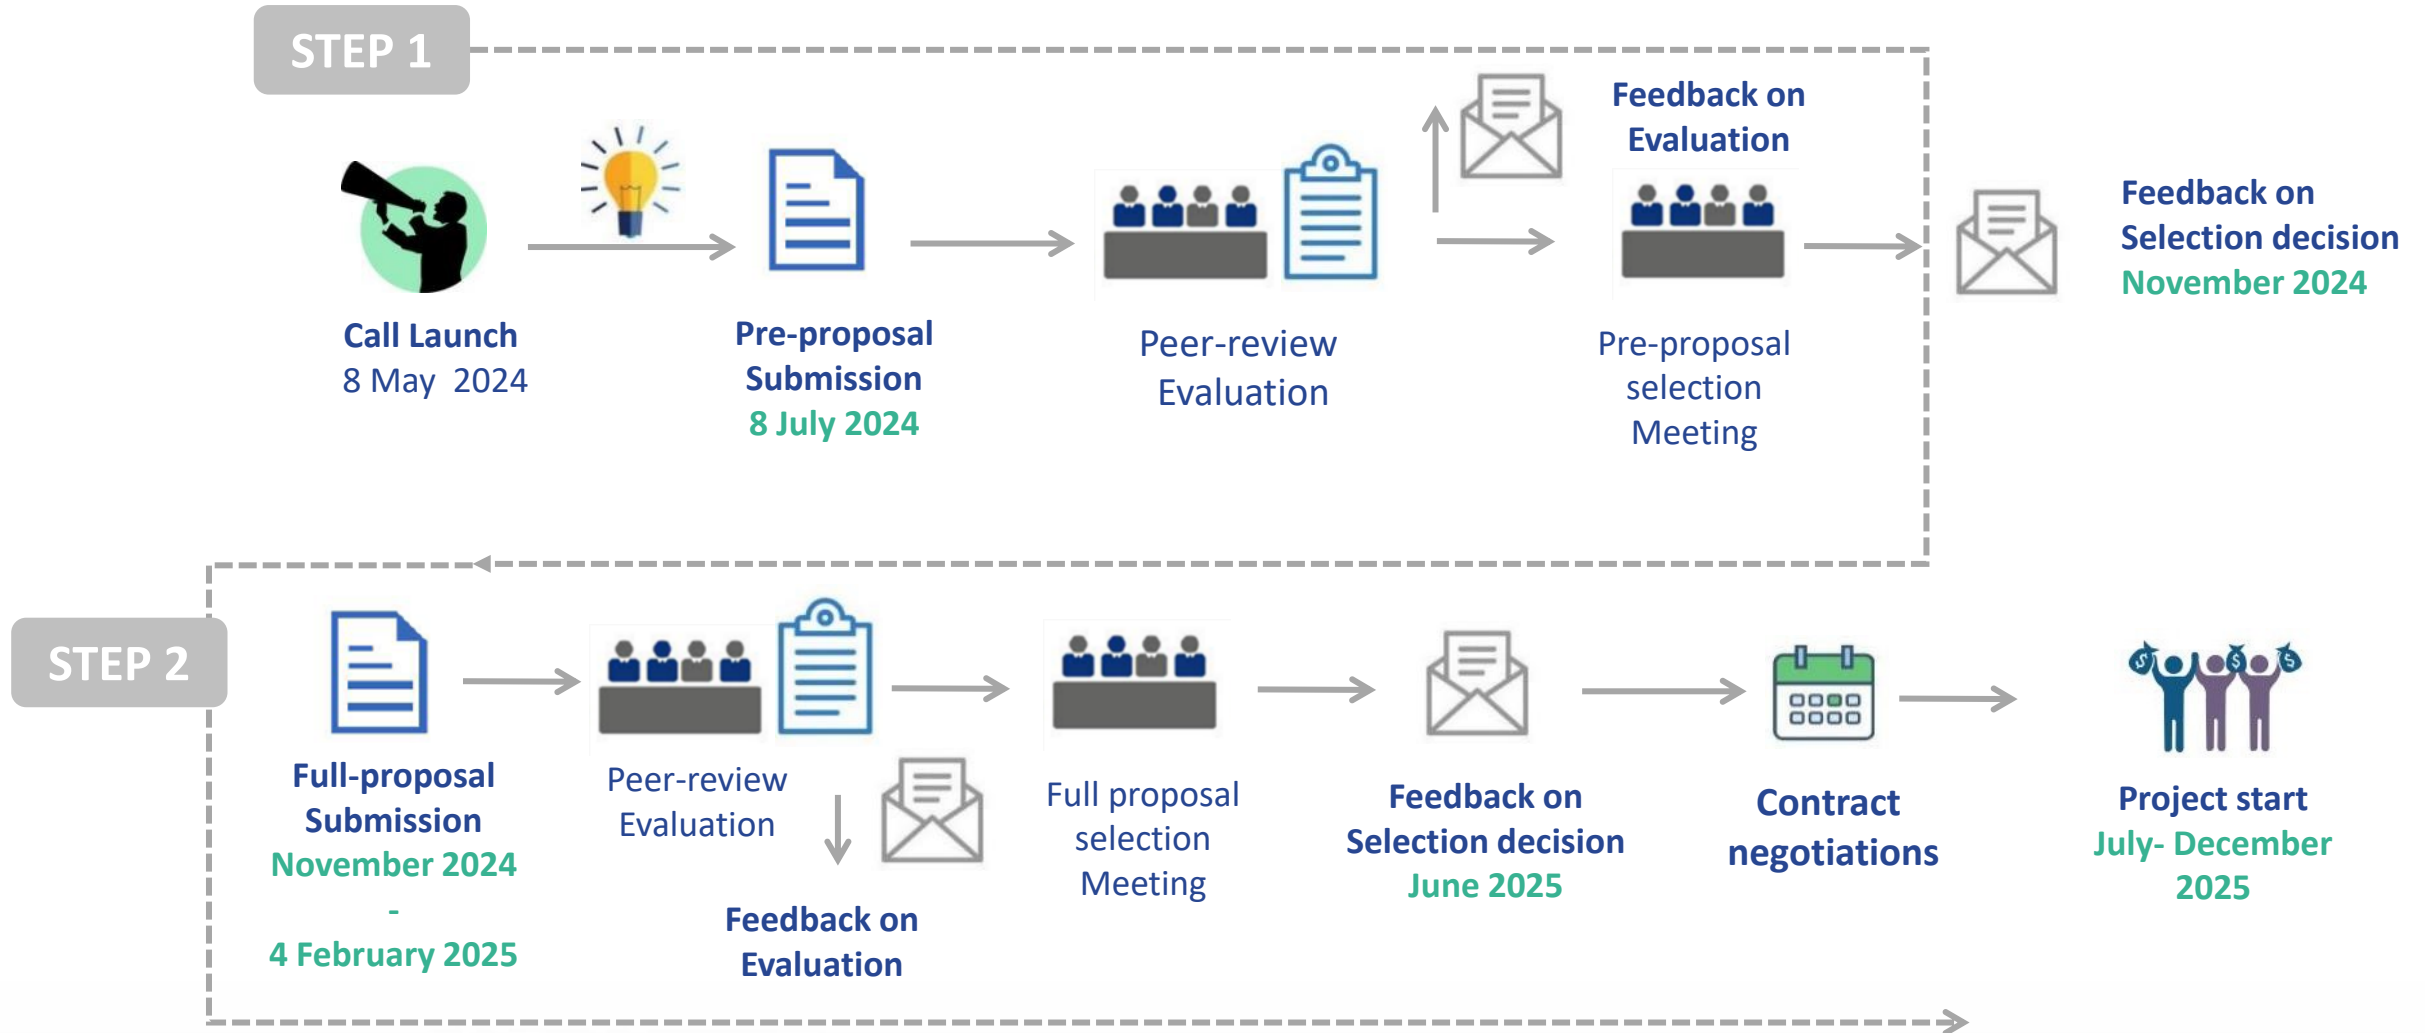 STEP 1
Call Launch
8 May 2024
Pre-proposal
Submission
8 July 2024
Peer-review
Evaluation
Feedback on
Evaluation
Pre-proposal
selection
Meeting
Feedback on
Selection decision
November 2024
STEP 2
Full-proposal
Submission
November 2024
-
4 February 2025
Peer-review
Evaluation
Feedback on
Evaluation
Full proposal
selection
Meeting
Feedback on
Selection decision
June 2025
Contract
negotiations
$ $ $
Project start
July- December
2025